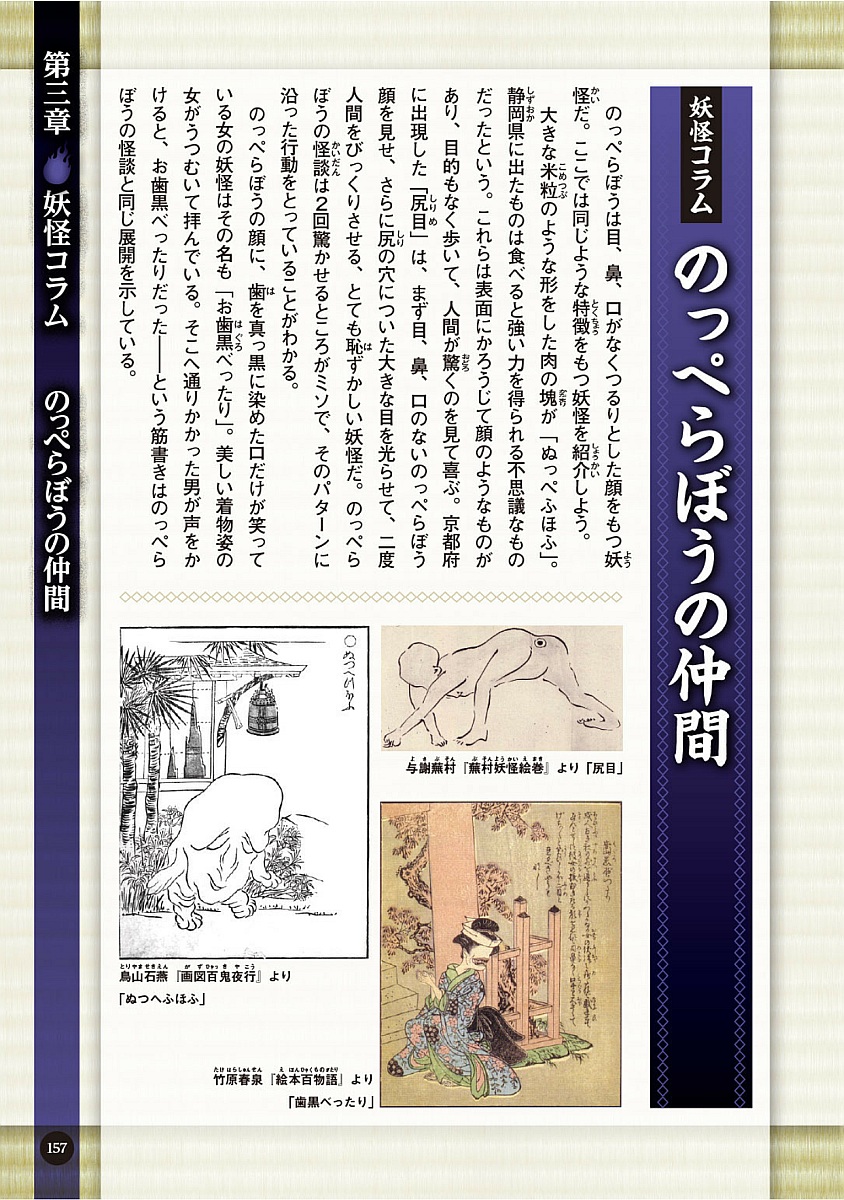 妖怪コラム
のっぺらぼうの仲間
のっぺらぼうは目、鼻、口がなくつるりとした顔をもつ妖
怪だ。ここでは同じような特徴をもつ妖怪を紹介しよう。
大きな米粒のような形をした肉の塊が「ぬっぺふほふ」。
静岡県に出たものは食べると強い力を得られる不思議なもの
だったという。これらは表面にかろうじて顔のようなものが
あり、目的もなく歩いて、人間が驚くのを見て喜ぶ。京都府
に出現した「尻目」は、まず目、鼻、口のないのっぺらぼう
顔を見せ、さらに尻の穴についた大きな目を光らせて、二度
人間をびっくりさせる、とても恥ずかしい妖怪だ。のっぺら
ぼうの怪談は2回驚かせるところがミソで、そのパターンに
沿った行動をとっていることがわかる。
のっぺらぼうの顔に、歯を真っ黒に染めた口だけが笑って
いる女の妖怪はその名も「お歯黒べったり」。美しい着物姿の
女がうつむいて拝んでいる。そこへ通りかかった男が声をか
けると、お歯黒べったりだった——という筋書きはのっぺら
ぼうの怪談と同じ展開を示している。
与謝蕪村『蕪村妖怪絵巻』より「尻目」
○ぬつへつほふ
鳥山石燕『画図百鬼夜行』より
「ぬつへふほふ」
竹原春泉『絵本百物語』より
「歯黒べったり」
第三章 妖怪コラム のっぺらぼうの仲間
157